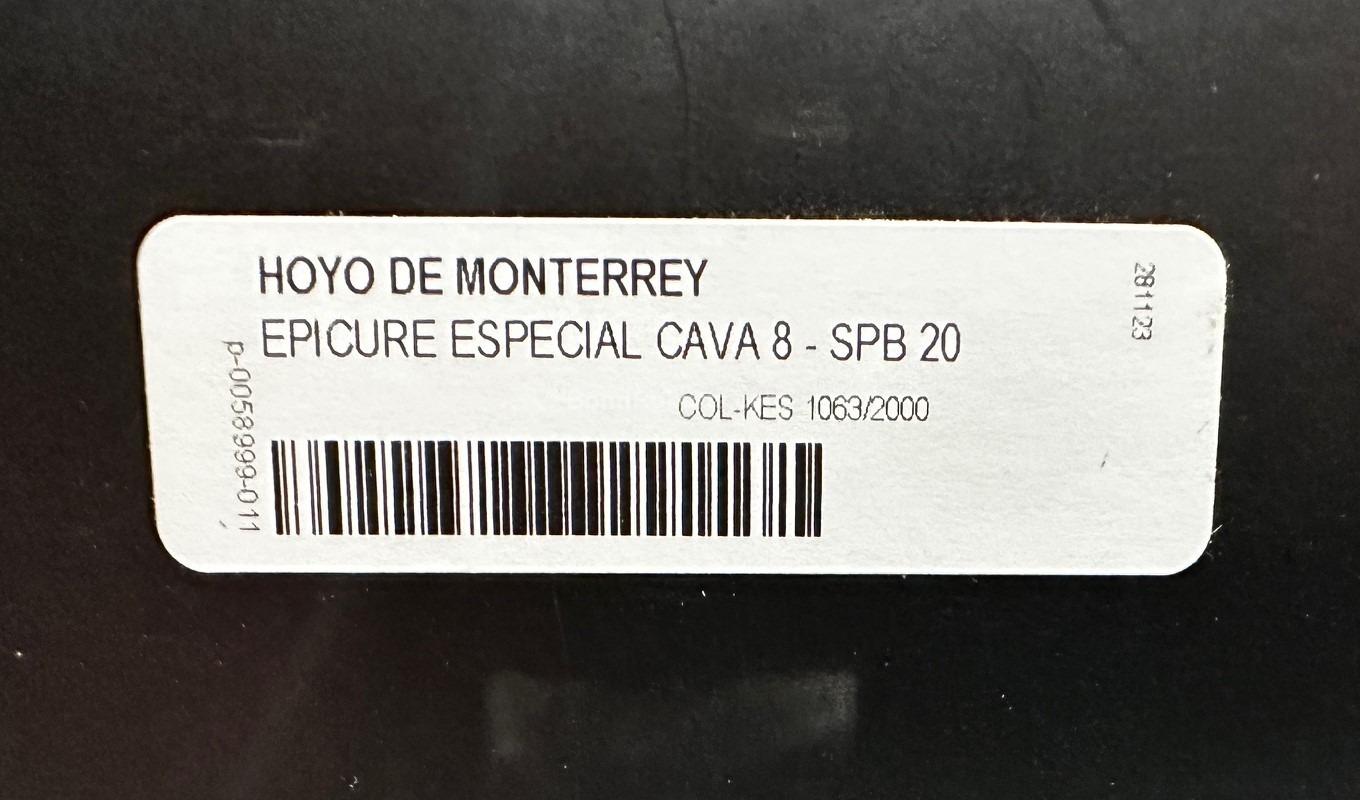 HOYO DE MONTERREY
EPICURE ESPECIAL CAVA 8 - SPB 20
COL-KES 1063/2000
p-0058999-011
281123